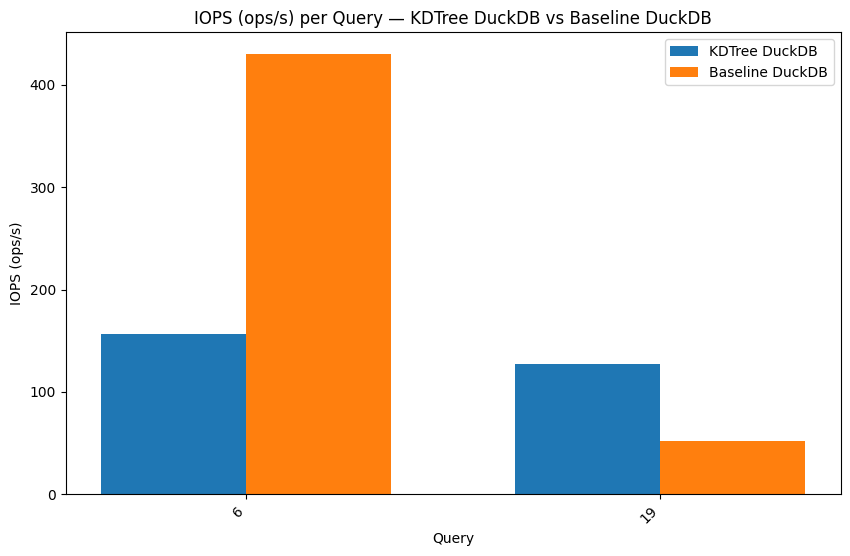 IOPS (ops/s) per Query — KDTree DuckDB vs Baseline DuckDB
KDTree DuckDB
Baseline DuckDB
IOPS (ops/s)
400
300
200
100
0
6
19
Query